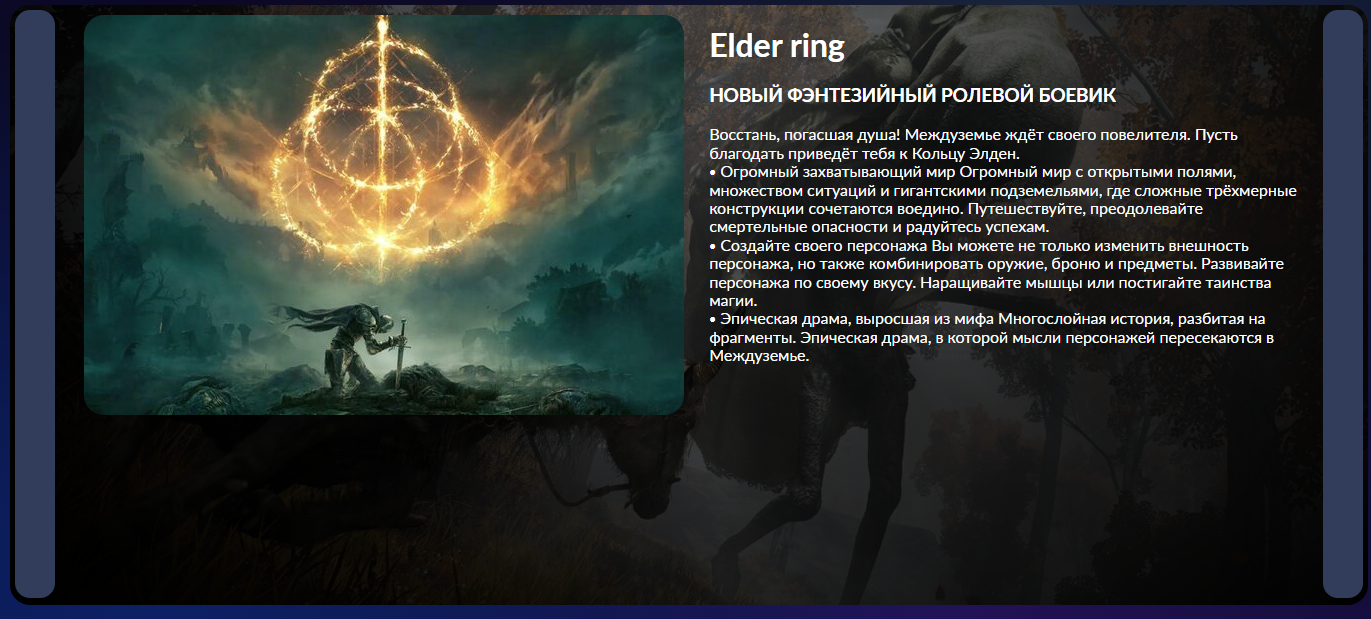 Elder ring
НОВЫЙ ФЭНТЕЗИЙНЫЙ РОЛЕВОЙ БОЕВИК
Восстань, погасшая душа! Междуземье ждёт своего повелителя. Пусть
благодать приведёт тебя к Кольцу Элден.
• Огромный захватывающий мир Огромный мир с открытыми полями,
множеством ситуаций и гигантскими подземельями, где сложные трёхмерные
конструкции сочетаются воедино. Путешествуйте, преодолевайте
смертельные опасности и радуйтесь успехам.
• Создайте своего персонажа Вы можете не только изменить внешность
персонажа, но также комбинировать оружие, броню и предметы. Развивайте
персонажа по своему вкусу. Наращивайте мышцы или постигайте таинства
магии.
• Эпическая драма, выросшая из мифа Многослойная история, разбитая на
фрагменты. Эпическая драма, в которой мысли персонажей пересекаются в
Междуземье.